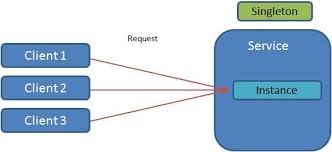 Singleton
Request
Service
Client 1
Client 2
Client 3
Instance